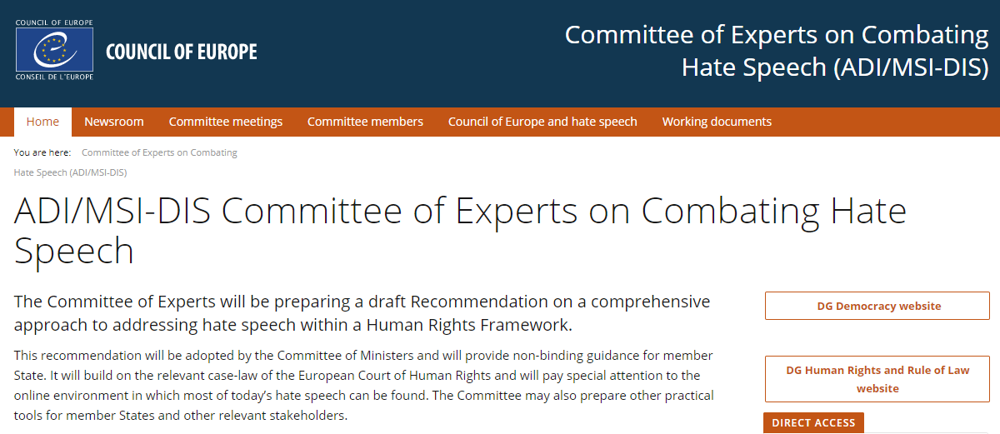 COUNCIL OF EUROPE
CONSEIL DE L'EUROPE
COUNCIL OF EUROPE
Committee of Experts on Combating
Hate Speech (ADI/MSI-DIS)
Home
Newsroom
Committee meetings
Committee members
Council of Europe and hate speech
Working documents
You are here: Committee of Experts on Combating
Hate Speech (ADI/MSI-DIS)
ADI/MSI-DIS Committee of Experts on Combating Hate
Speech
The Committee of Experts will be preparing a draft Recommendation on a comprehensive
approach to addressing hate speech within a Human Rights Framework.
This recommendation will be adopted by the Committee of Ministers and will provide non-binding guidance for member
State. It will build on the relevant case-law of the European Court of Human Rights and will pay special attention to the
online environment in which most of today’s hate speech can be found. The Committee may also prepare other practical
tools for member States and other relevant stakeholders.
DG Democracy website
DG Human Rights and Rule of Law
website
DIRECT ACCESS